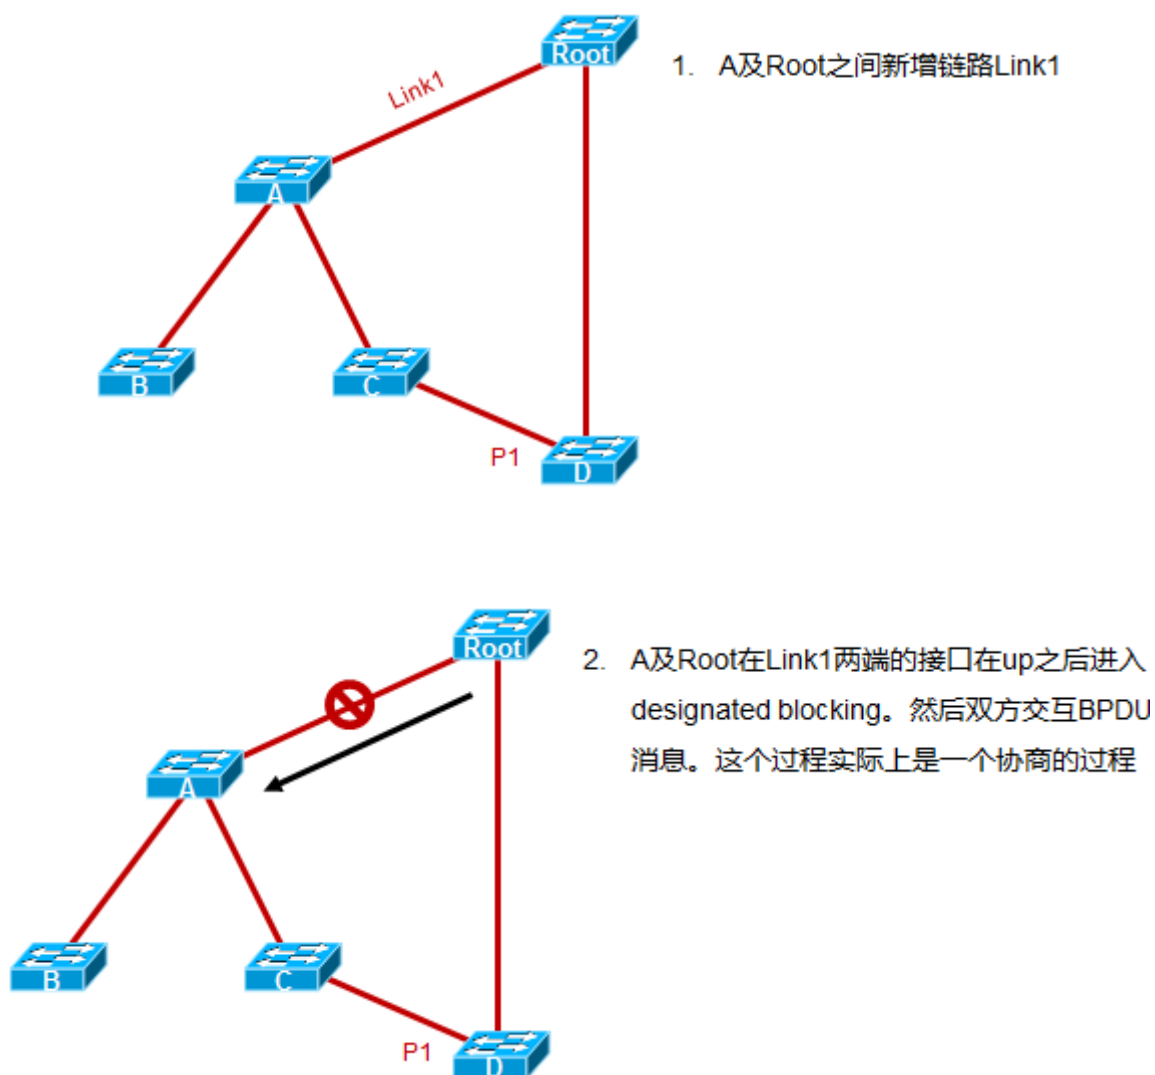 Root
Link1
1. A及Root之间新增链路Link1
A
B
C
P1
D
Root
2. A及Root在Link1两端的接口在up之后进入
designated blocking。然后双方交互BPDU
消息。这个过程实际上是一个协商的过程
A
B
C
P1
D